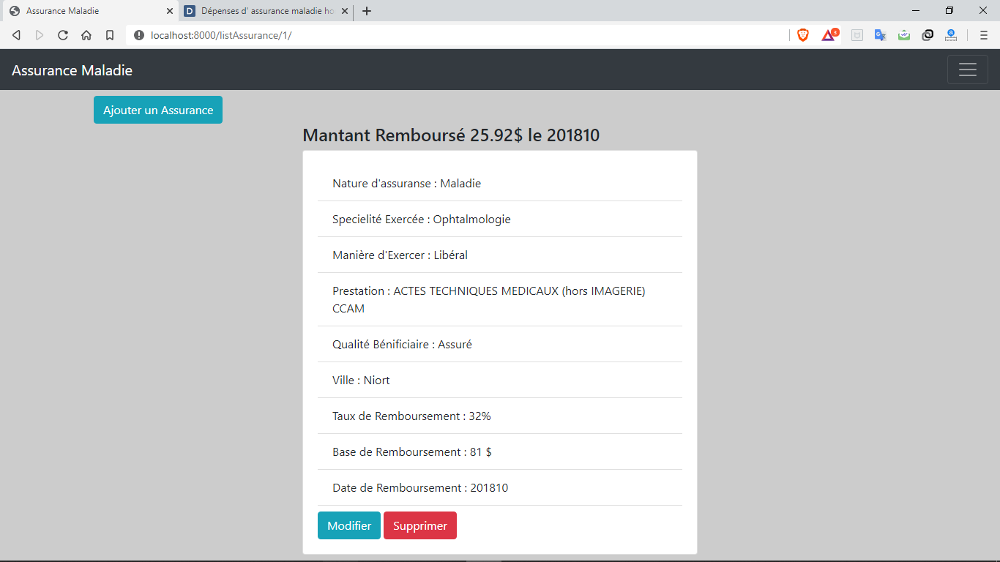 Assurance Maladie
Dépenses d' assurance maladie ho
localhost:8000/listAssurance/1/
3
Assurance Maladie
Ajouter un Assurance
Mantant Remboursé 25.92$ le 201810
Nature d'assuranse : Maladie
Specielité Exercée : Ophtalmologie
Manière d'Exercer : Libéral
Prestation : ACTES TECHNIQUES MEDICAUX (hors IMAGERIE)
CCAM
Qualité Bénificiaire : Assuré
Ville : Niort
Taux de Remboursement : 32%
Base de Remboursement : 81 $
Date de Remboursement : 201810
Modifier Supprimer